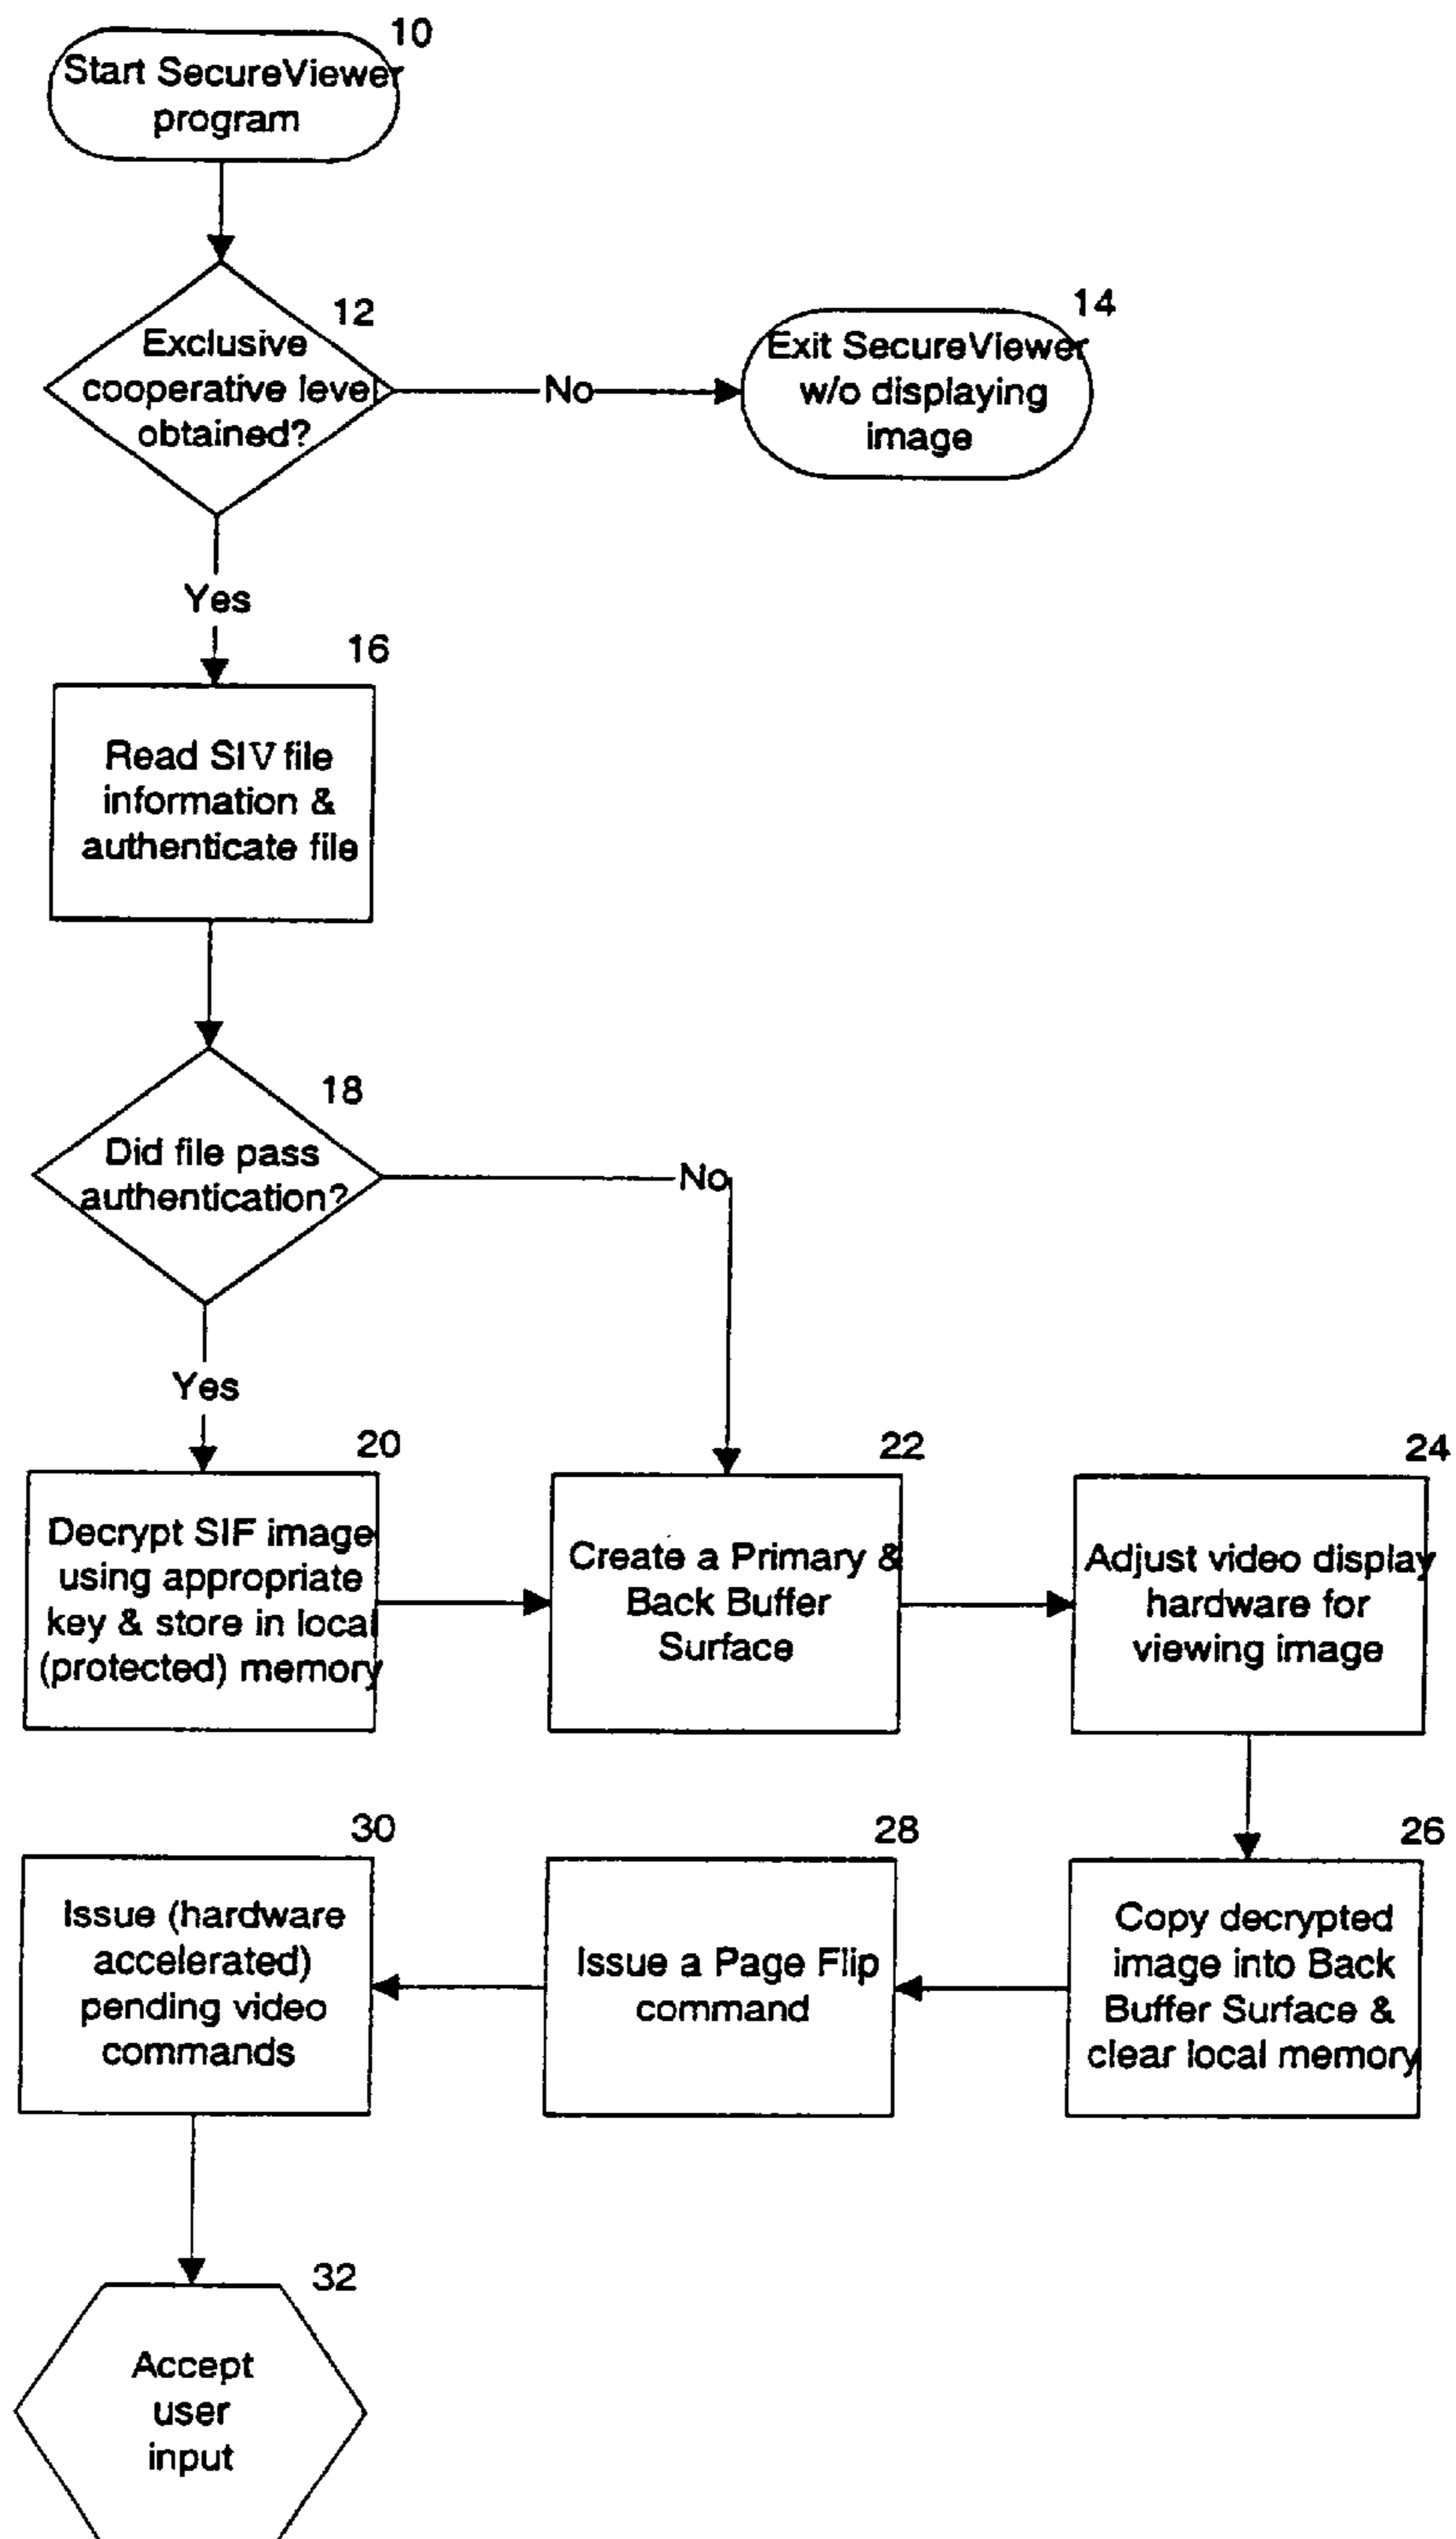 10
Start SecureViewer
program
12
Exclusive
cooperative level
obtained?
No
14
Exit SecureViewer
w/o displaying
image
Yes
16
Read SIV file
information &
authenticate file
18
Did file pass
authentication?
No
Yes
20
Decrypt SIF image
using appropriate
key & store in local
(protected) memory
22
Create a Primary &
Back Buffer
Surface
24
Adjust video display
hardware for
viewing image
26
Copy decrypted
image into Back
Buffer Surface &
clear local memory
28
Issue a Page Flip
command
30
Issue (hardware
accelerated)
pending video
commands
32
Accept
user
input